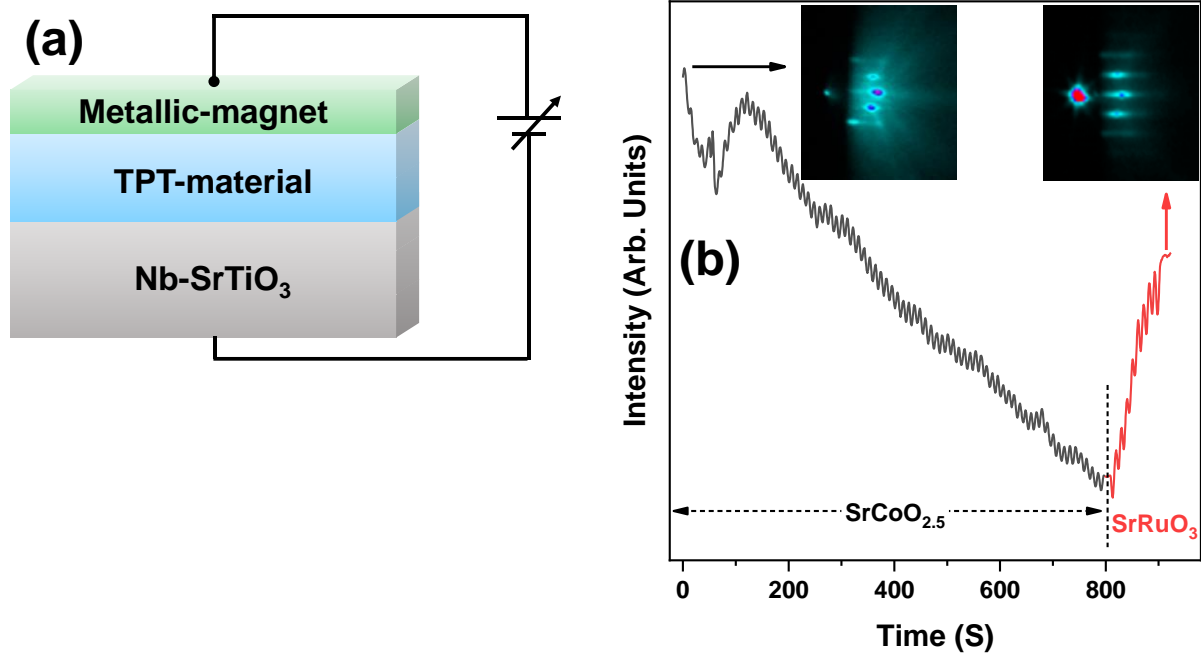 (a)
Metallic-magnet
TPT-material
Nb-SrTiO₃
(b)
Intensity (Arb. Units)
SrCoO₂.₅
SrRuO₃
0 200 400 600 800
Time (S)